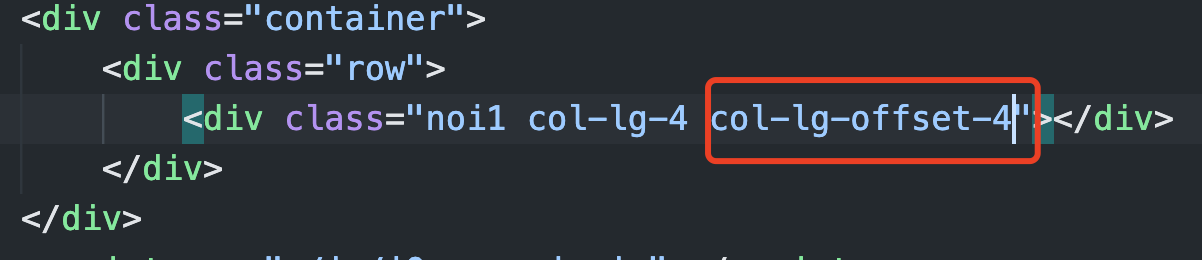 <div class="container">
<div class="row">
<div class="noi1 col-lg-4 col-lg-offset-4"></div>
</div>
</div>